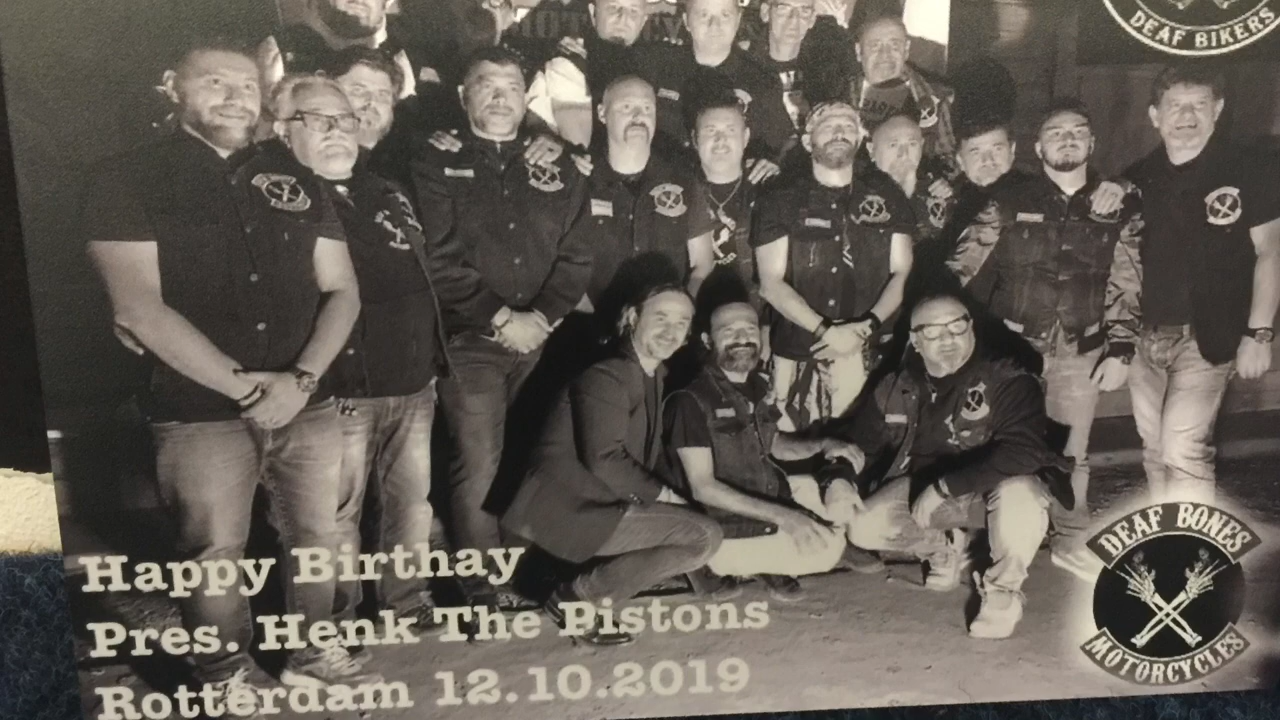 DEAF BIKERS
DEAF BONES
MOTORCYCLES
Happy Birthay
Pres. Henk The Pistons
Rotterdam 12.10.2019